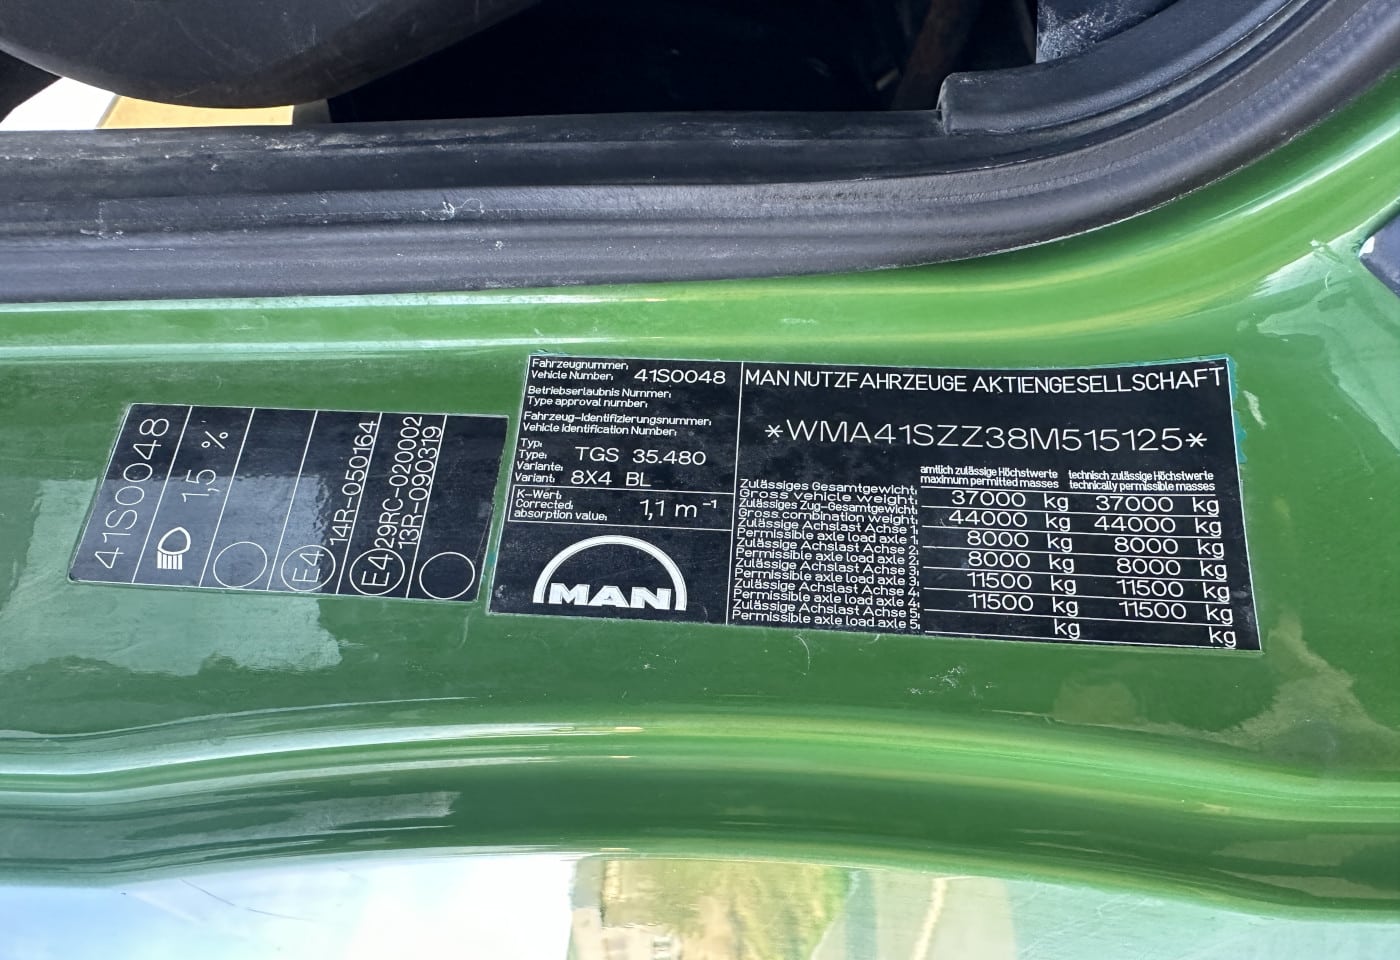 41S0048
1,5 %
E4
14R-050164
E4
29RC-020002
13R-090319
Fahrzeugnummer:
Vehicle Number: 41S0048
Betriebserlaubnis Nummer:
Type approval number:
Fahrzeug-Identifizierungsnummer:
Vehicle Identification Number:
Typ:
Type: TGS 35.480
Variante:
Variant: 8X4 BL
K-Wert:
Corrected:
absorption value: 1,1 m⁻¹
MAN
MAN NUTZFAHRZEUGE AKTIENGESELLSCHAFT
*WMA41SZZ38M515125*
amtlich zulässige Höchstwerte technisch zulässige Höchstwerte
maximum permitted masses technically permissible masses
Zulässiges Gesamtgewicht:
Gross vehicle weight: 37000 kg 37000 kg
Zulässiges Zug-Gesamtgewicht:
Gross combination weight: 44000 kg 44000 kg
Zulässige Achslast Achse 1:
Permissible axle load axle 1: 8000 kg 8000 kg
Zulässige Achslast Achse 2:
Permissible axle load axle 2: 8000 kg 8000 kg
Zulässige Achslast Achse 3:
Permissible axle load axle 3: 11500 kg 11500 kg
Zulässige Achslast Achse 4:
Permissible axle load axle 4: 11500 kg 11500 kg
Zulässige Achslast Achse 5:
Permissible axle load axle 5: kg kg